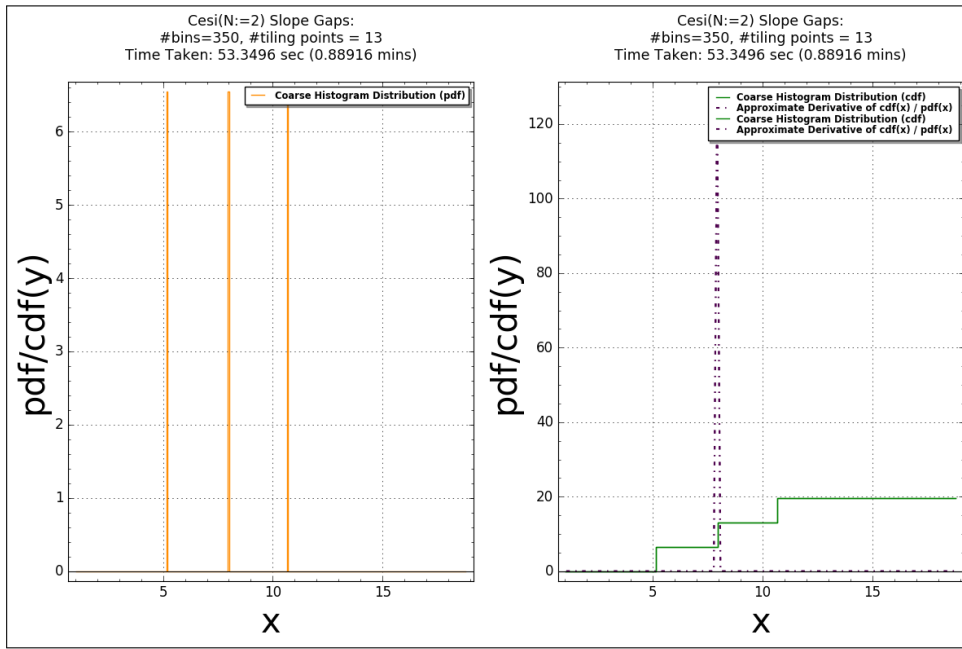 Cesi(N:=2) Slope Gaps:
#bins=350, #tiling points = 13
Time Taken: 53.3496 sec (0.88916 mins)
Coarse Histogram Distribution (pdf)
6
5
4
3
2
1
0
pdf/cdf(y)
5
10
15
x
Cesi(N:=2) Slope Gaps:
#bins=350, #tiling points = 13
Time Taken: 53.3496 sec (0.88916 mins)
Coarse Histogram Distribution (cdf)
Approximate Derivative of cdf(x) / pdf(x)
Coarse Histogram Distribution (cdf)
Approximate Derivative of cdf(x) / pdf(x)
120
100
80
60
40
20
0
pdf/cdf(y)
5
10
15
x